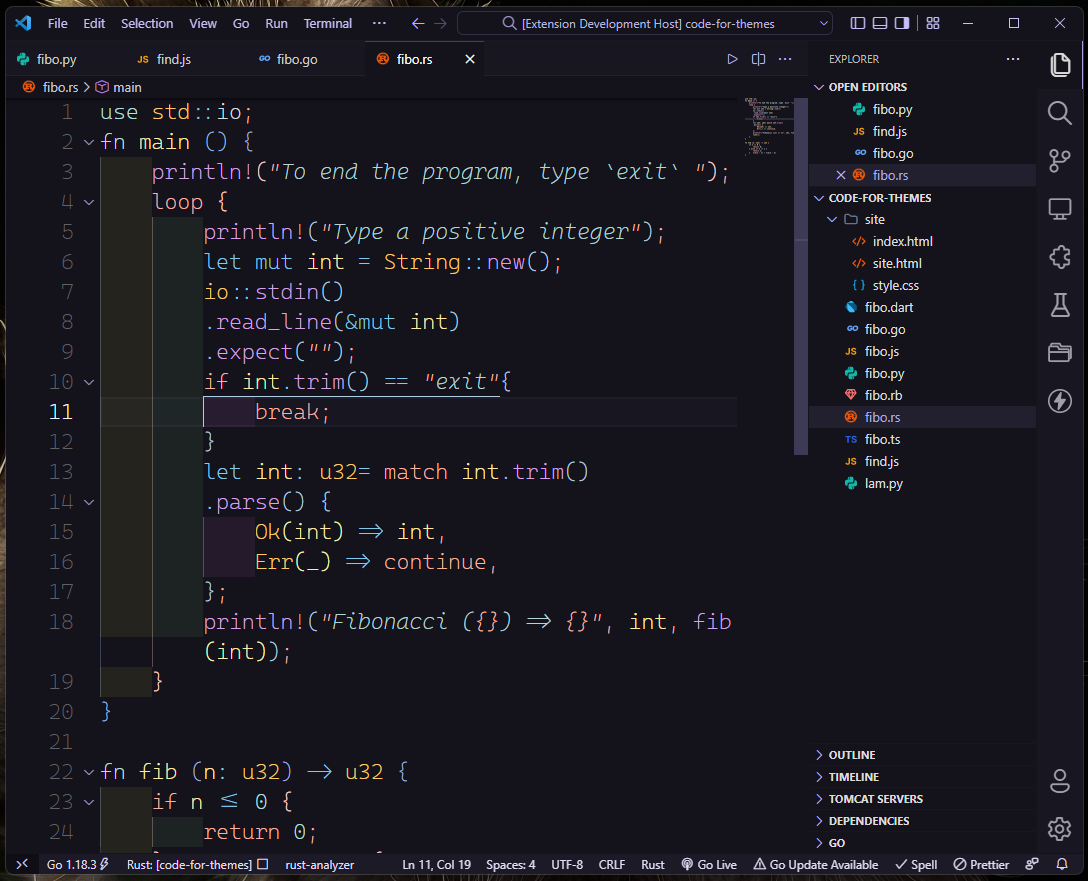 File Edit Selection View Go Run Terminal ··· [Extension Development Host] code-for-themes
fibo.py JS find.js GO fibo.go fibo.rs
fibo.rs > main
1 use std::io;
2 fn main () {
3 println!("To end the program, type `exit` ");
4 loop {
5 println!("Type a positive integer");
6 let mut int = String::new();
7 io::stdin()
8 .read_line(&mut int)
9 .expect("");
10 if int.trim() == "exit"{
11 break;
12 }
13 let int: u32= match int.trim()
14 .parse() {
15 Ok(int) => int,
16 Err(_) => continue,
17 };
18 println!("Fibonacci ({}) => {}", int, fib
(int));
19 }
20 }
21
22 fn fib (n: u32) -> u32 {
23 if n ≤ 0 {
24 return 0;
EXPLORER ···
OPEN EDITORS
fibo.py
JS find.js
GO fibo.go
fibo.rs
CODE-FOR-THEMES
site
index.html
site.html
{} style.css
fibo.dart
GO fibo.go
JS fibo.js
fibo.py
fibo.rb
fibo.rs
TS fibo.ts
JS find.js
lam.py
OUTLINE
TIMELINE
TOMCAT SERVERS
DEPENDENCIES
GO
Go 1.18.3 Rust: [code-for-themes] rust-analyzer Ln 11, Col 19 Spaces: 4 UTF-8 CRLF Rust Go Live Go Update Available Spell Prettier